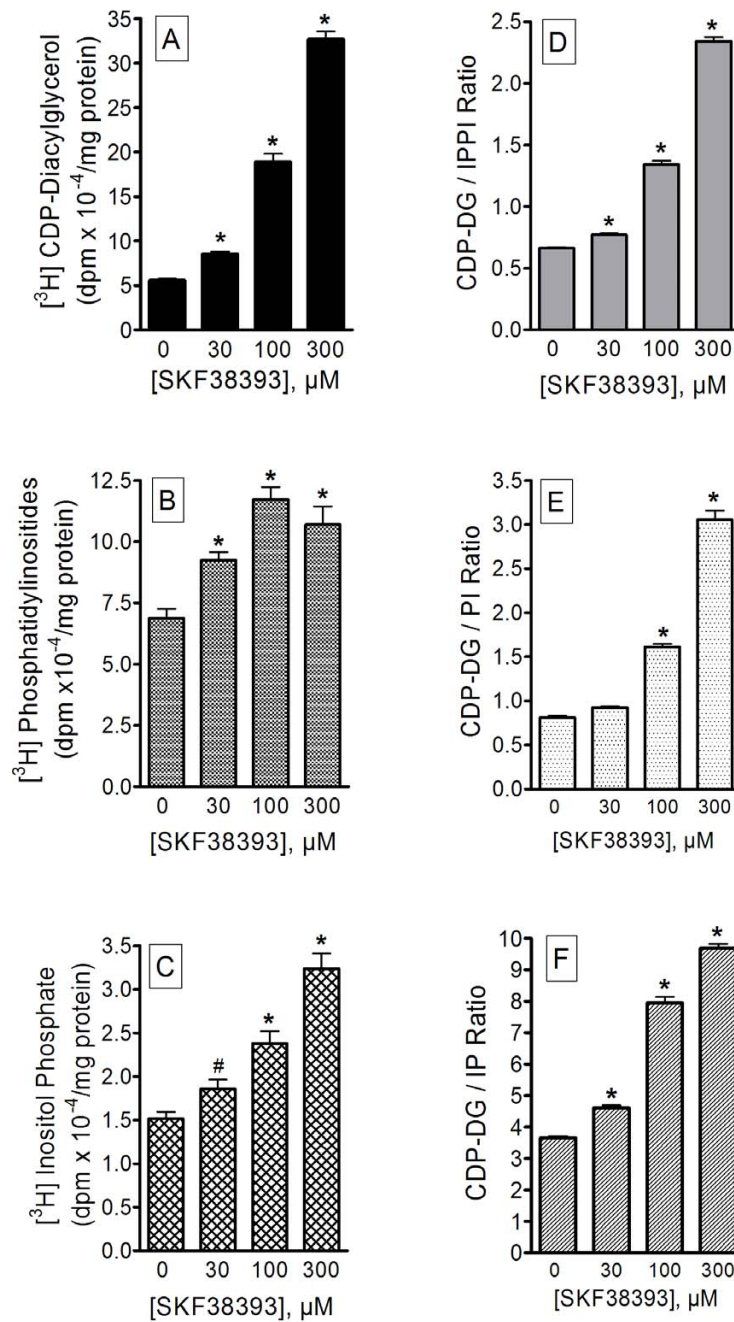 A
[³H] CDP-Diacylglycerol
(dpm x 10⁻⁴/mg protein)
35
30
25
20
15
10
5
0
*
*
*
0 30 100 300
[SKF38393], µM
D
CDP-DG / IPPI Ratio
2.5
2.0
1.5
1.0
0.5
0.0
*
*
*
0 30 100 300
[SKF38393], µM
B
[³H] Phosphatidylinositides
(dpm x10⁻⁴/mg protein)
12.5
10.0
7.5
5.0
2.5
0.0
*
*
*
0 30 100 300
[SKF38393], µM
E
CDP-DG / PI Ratio
3.5
3.0
2.5
2.0
1.5
1.0
0.5
0.0
*
*
0 30 100 300
[SKF38393], µM
C
[³H] Inositol Phosphate
(dpm x 10⁻⁴/mg protein)
3.5
3.0
2.5
2.0
1.5
1.0
0.5
0.0
#
*
*
0 30 100 300
[SKF38393], µM
F
CDP-DG / IP Ratio
10
9
8
7
6
5
4
3
2
1
0
*
*
*
0 30 100 300
[SKF38393], µM